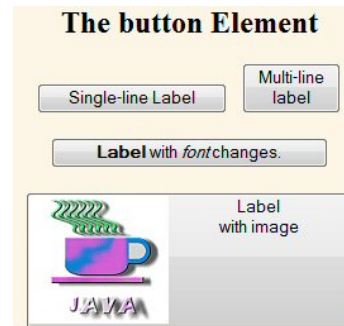 The button Element
Single-line Label
Multi-line
label
Label with font changes.
Label
with image
JAVA